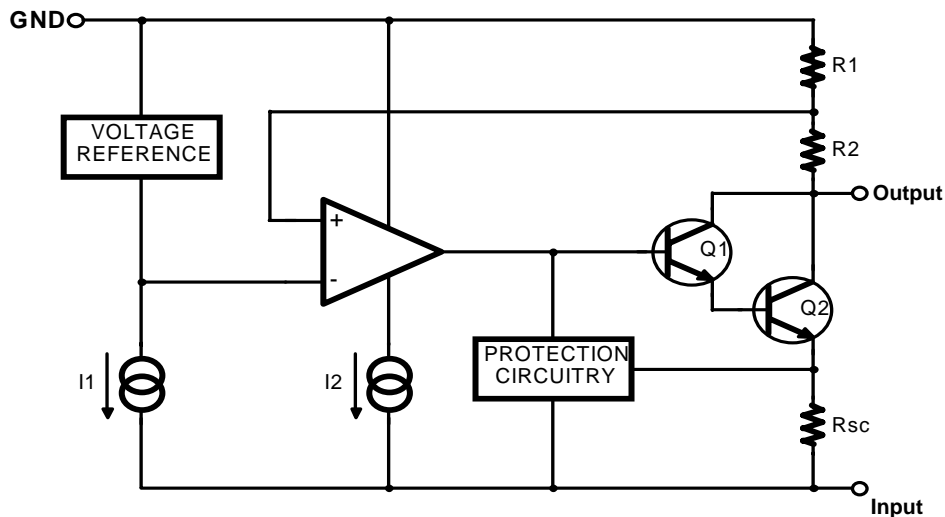 GND
R1
VOLTAGE
REFERENCE
R2
Output
+
Q1
-
Q2
PROTECTION
CIRCUITRY
I1
I2
Rsc
Input